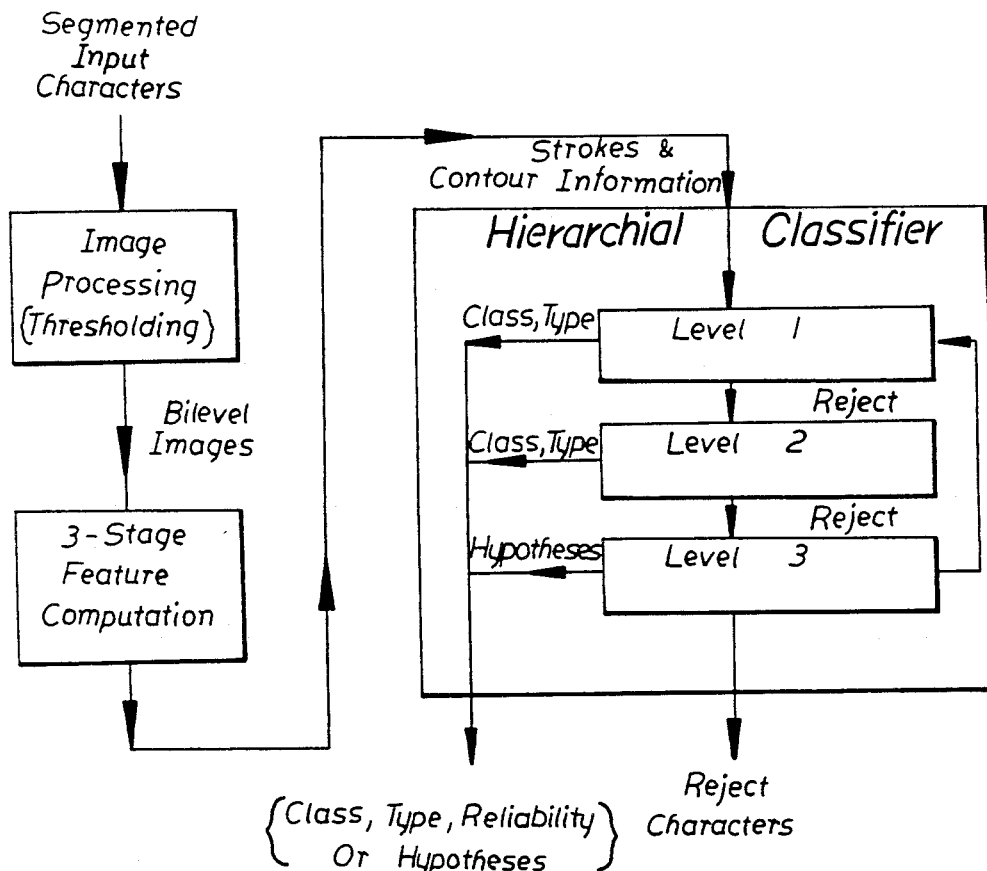 Segmented
Input
Characters
Image
Processing
(Thresholding)
Bilevel
Images
3-Stage
Feature
Computation
Strokes &
Contour Information
Hierarchial Classifier
Class,Type
Level 1
Reject
Class,Type
Level 2
Reject
Hypotheses
Level 3
{Class, Type, Reliability
Or Hypotheses}
Reject
Characters